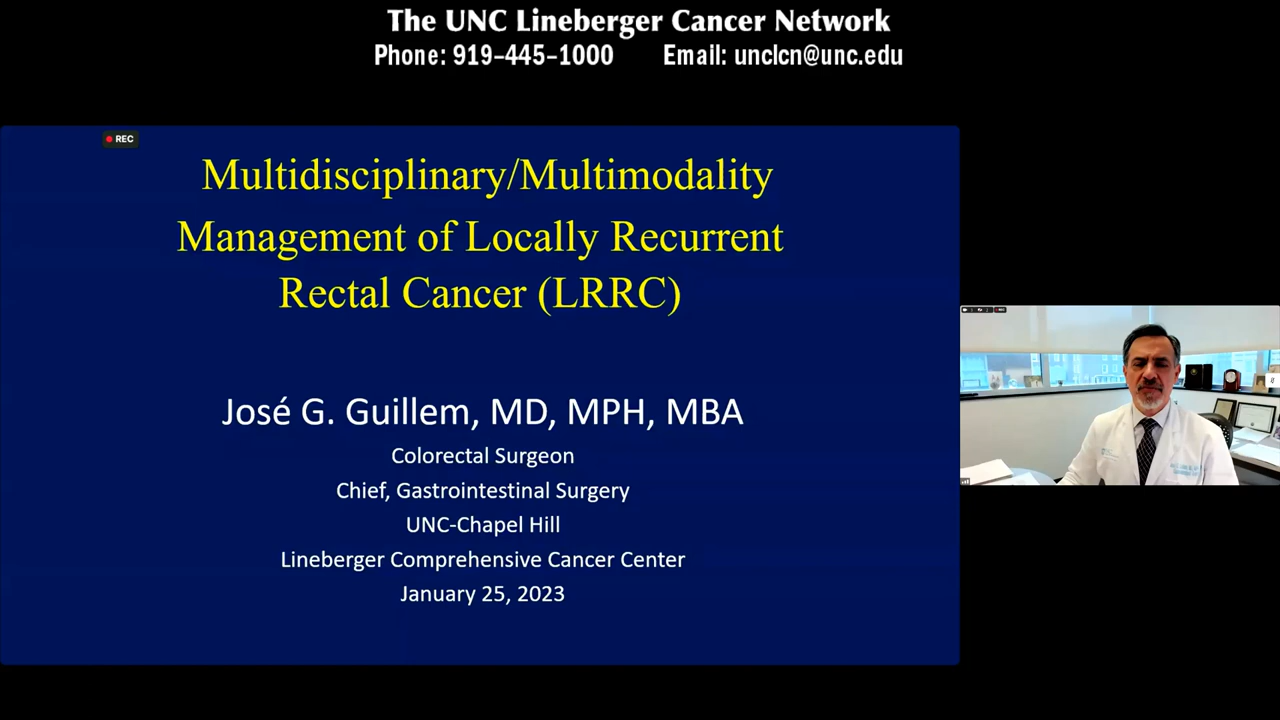 The UNC Lineberger Cancer Network
Phone: 919-445-1000 Email: unclcn@unc.edu
REC
Multidisciplinary/Multimodality
Management of Locally Recurrent
Rectal Cancer (LRRC)
José G. Guillem, MD, MPH, MBA
Colorectal Surgeon
Chief, Gastrointestinal Surgery
UNC-Chapel Hill
Lineberger Comprehensive Cancer Center
January 25, 2023